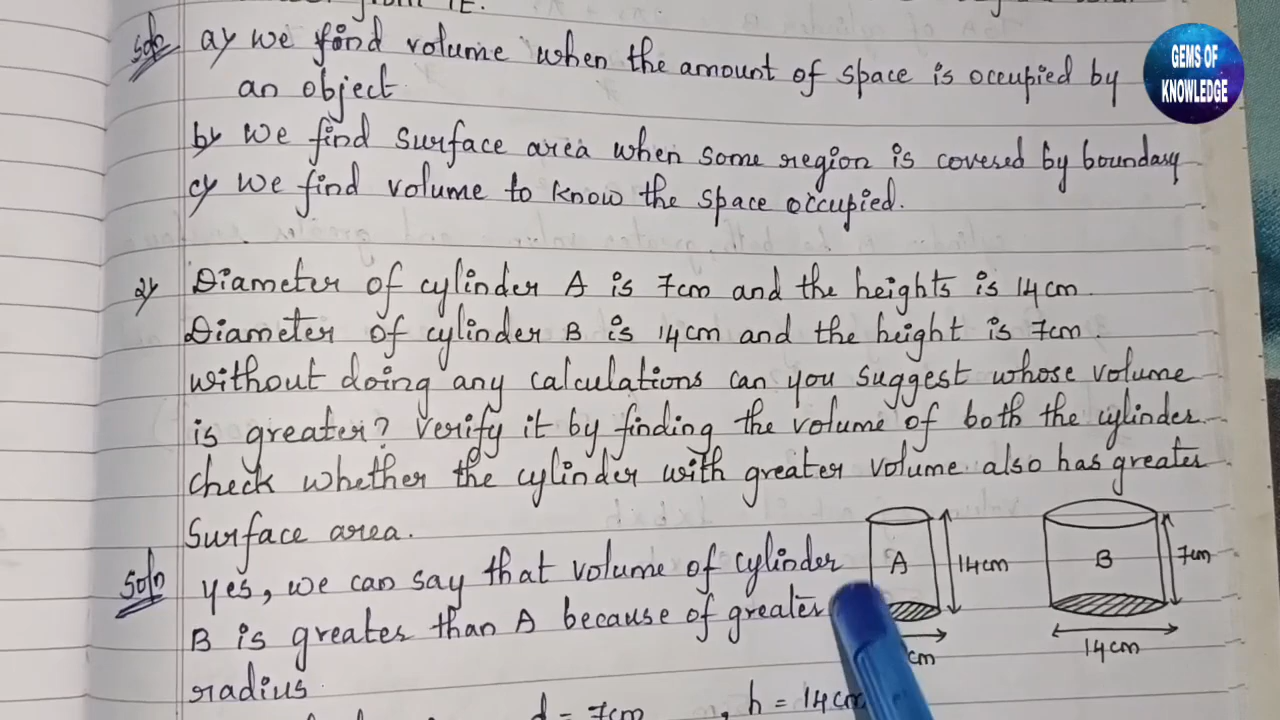 from
Soln a) we find volume when the amount of space is occupied by
an object
b) we find surface area when some region is covered by boundary
c) we find volume to know the space occupied.
2) Diameter of cylinder A is 7cm and the heights is 14cm.
Diameter of cylinder B is 14cm and the height is 7cm.
without doing any calculations can you suggest whose volume
is greater? Verify it by finding the volume of both the cylinder
check whether the cylinder with greater volume also has greater
Surface area.
Soln yes, we can say that volume of cylinder
B is greater than A because of greater
radius
d = 7cm , h = 14cm
A 14cm
cm
B 7cm
14cm
GEMS OF
KNOWLEDGE